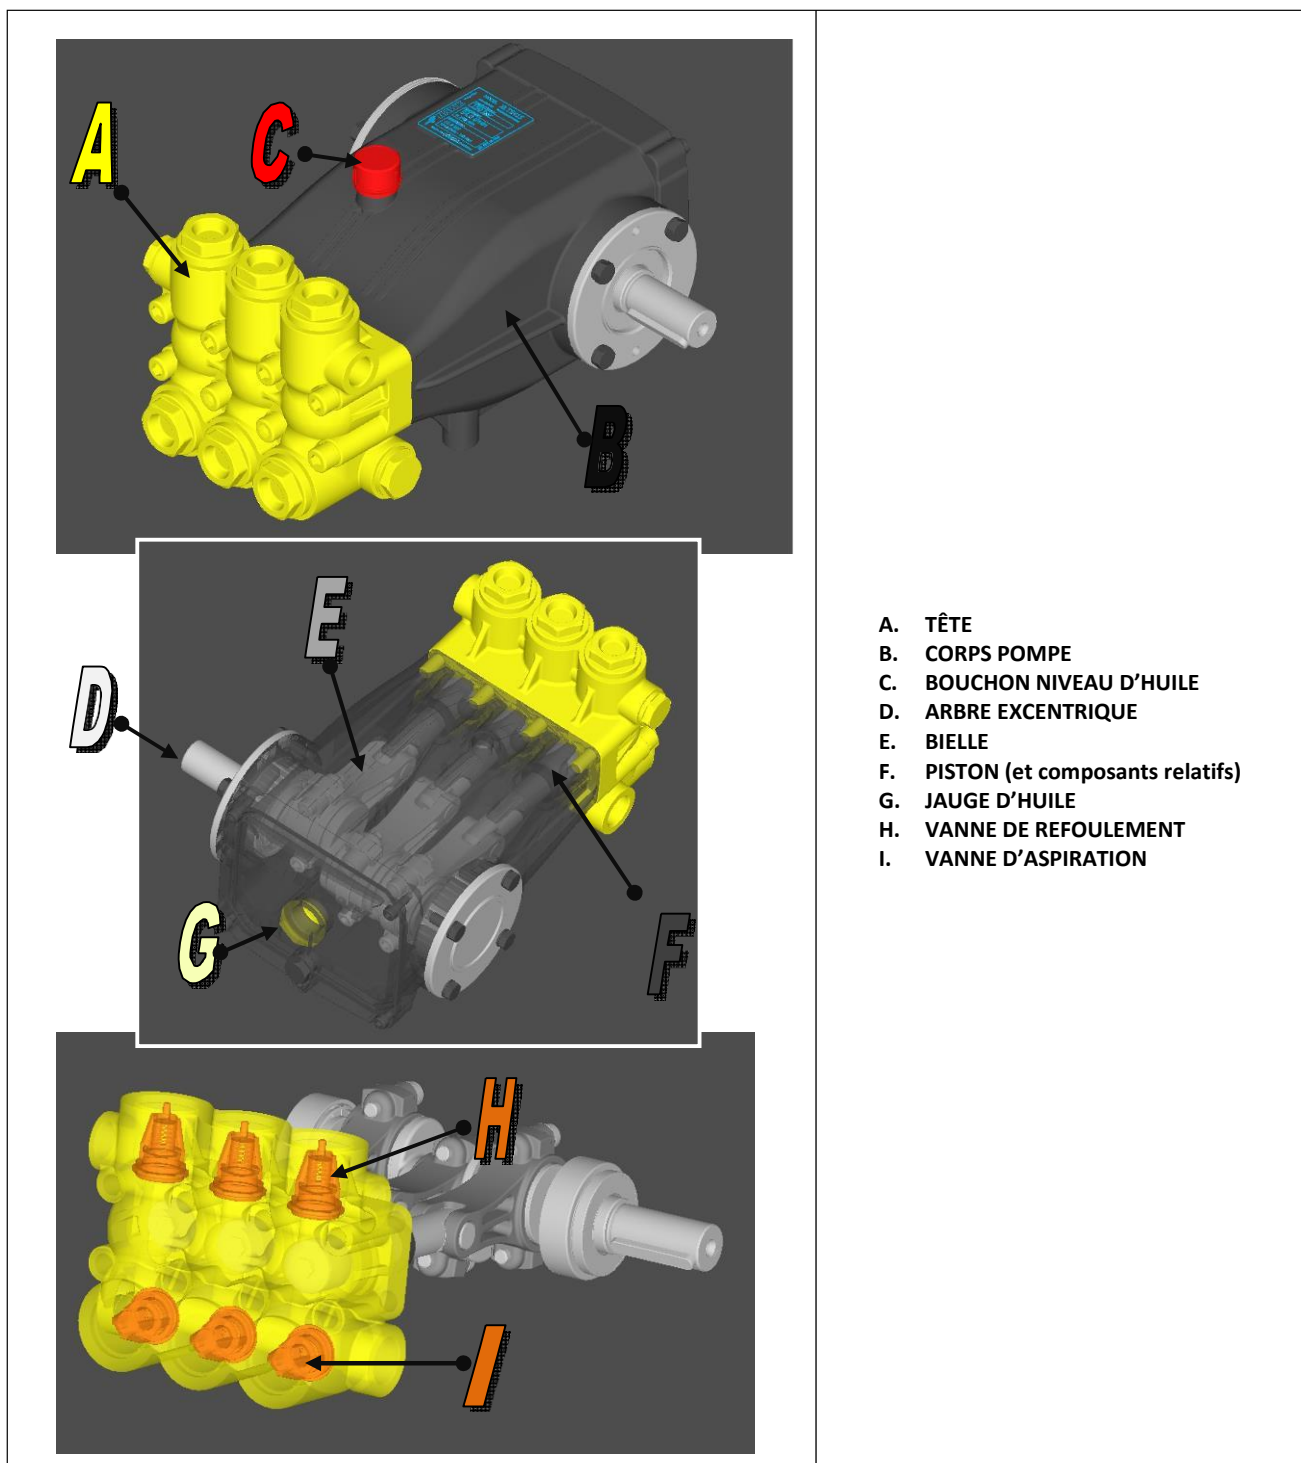 A
C
B
E
D
G
F
H
I
A. TÊTE
B. CORPS POMPE
C. BOUCHON NIVEAU D’HUILE
D. ARBRE EXCENTRIQUE
E. BIELLE
F. PISTON (et composants relatifs)
G. JAUGE D’HUILE
H. VANNE DE REFOULEMENT
I. VANNE D’ASPIRATION